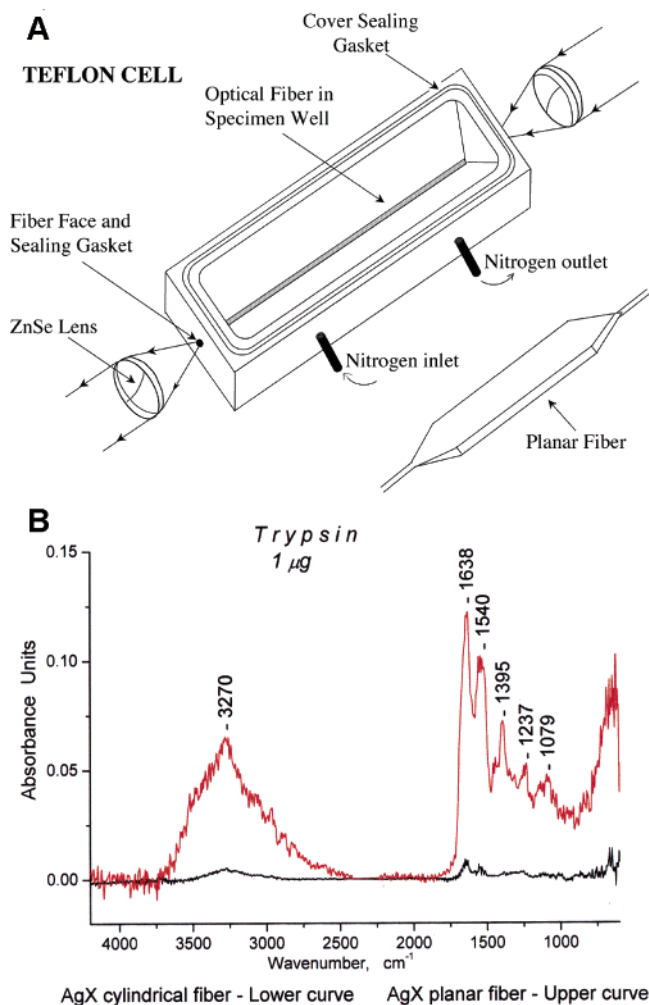 A
TEFLON CELL
Cover Sealing
Gasket
Optical Fiber in
Specimen Well
Fiber Face and
Sealing Gasket
ZnSe Lens
Nitrogen outlet
Nitrogen inlet
Planar Fiber
B
Trypsin
1 μg
0.15
0.10
0.05
0.00
Absorbance Units
- 3270
- 1638
- 1540
- 1395
- 1237
- 1079
4000 3500 3000 2500 2000 1500 1000
Wavenumber, cm⁻¹
AgX cylindrical fiber - Lower curve AgX planar fiber - Upper curve